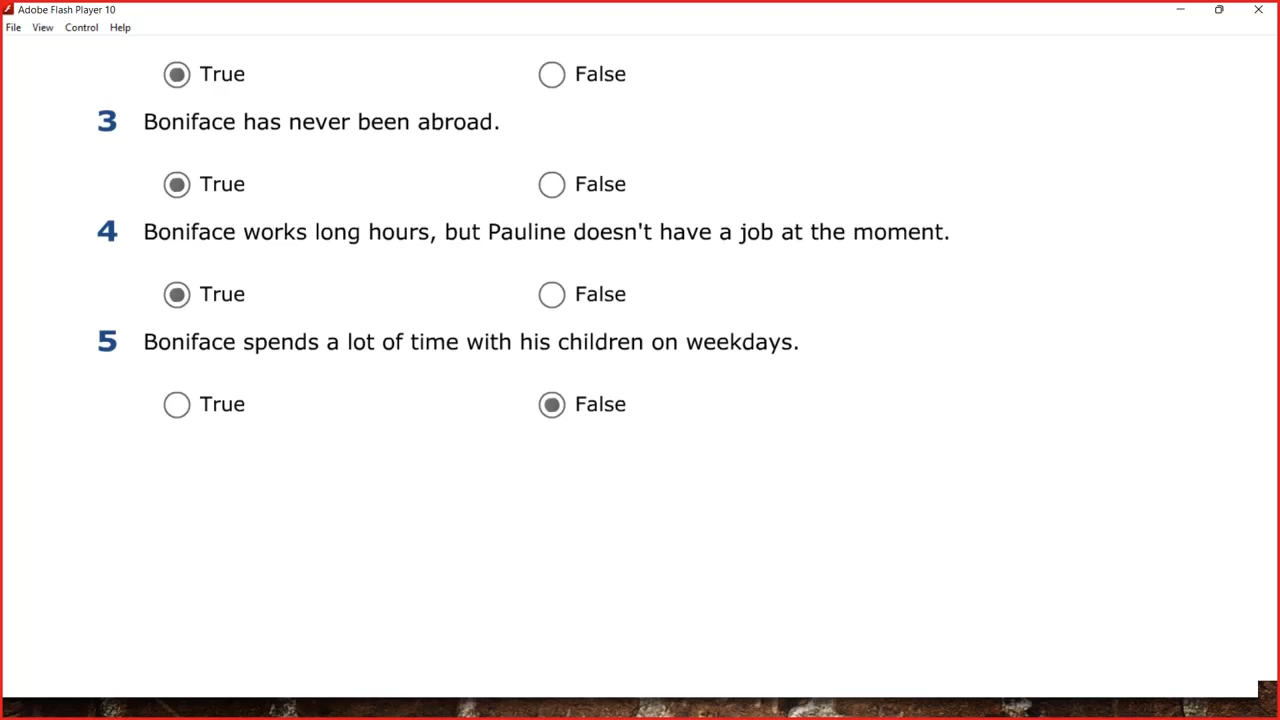 Adobe Flash Player 10
File View Control Help
True False
3 Boniface has never been abroad.
True False
4 Boniface works long hours, but Pauline doesn't have a job at the moment.
True False
5 Boniface spends a lot of time with his children on weekdays.
True False